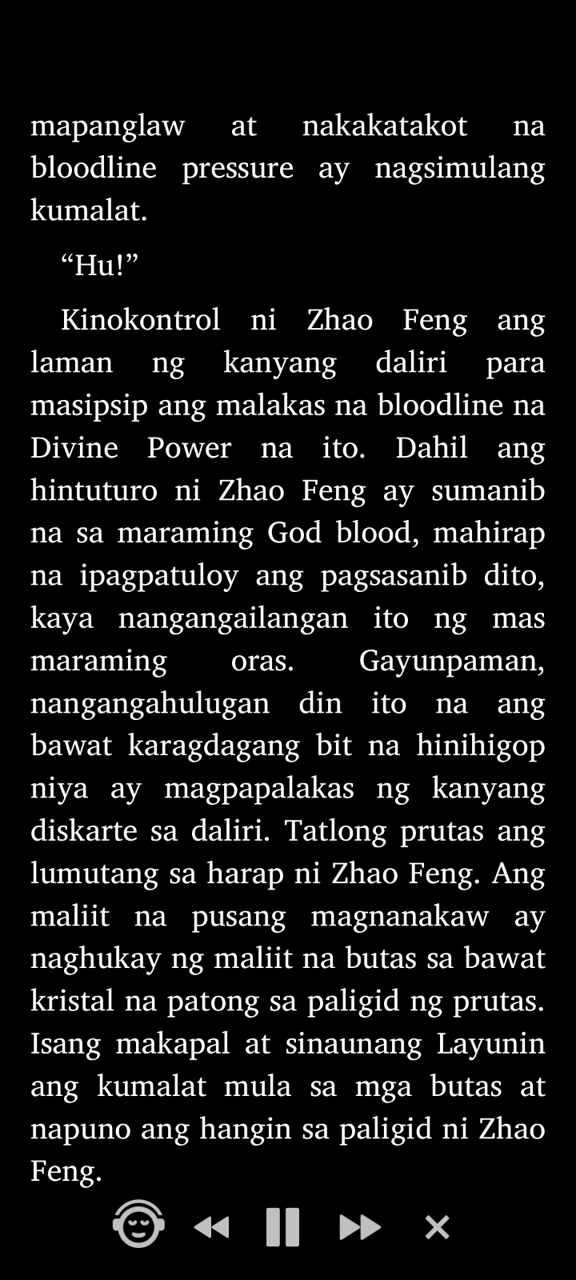 mapanglaw at nakakatakot na
bloodline pressure ay nagsimulang
kumalat.
“Hu!”
Kinokontrol ni Zhao Feng ang
laman ng kanyang daliri para
masipsip ang malakas na bloodline na
Divine Power na ito. Dahil ang
hintuturo ni Zhao Feng ay sumanib
na sa maraming God blood, mahirap
na ipagpatuloy ang pagsasanib dito,
kaya nangangailangan ito ng mas
maraming oras. Gayunpaman,
nangangahulugan din ito na ang
bawat karagdagang bit na hinihigop
niya ay magpapalakas ng kanyang
diskarte sa daliri. Tatlong prutas ang
lumutang sa harap ni Zhao Feng. Ang
maliit na pusang magnanakaw ay
naghukay ng maliit na butas sa bawat
kristal na patong sa paligid ng prutas.
Isang makapal at sinaunang Layunin
ang kumalat mula sa mga butas at
napuno ang hangin sa paligid ni Zhao
Feng.